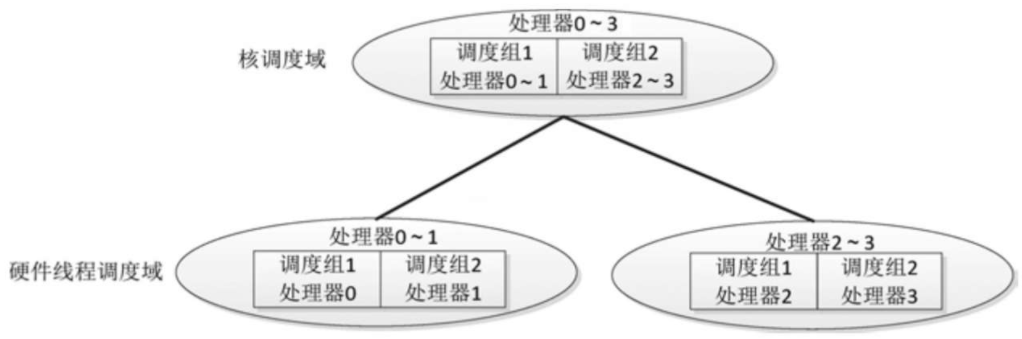 处理器0~3
核调度域
调度组1 调度组2
处理器0~1 处理器2~3
处理器0~1
硬件线程调度域
调度组1 调度组2
处理器0 处理器1
处理器2~3
调度组1 调度组2
处理器2 处理器3